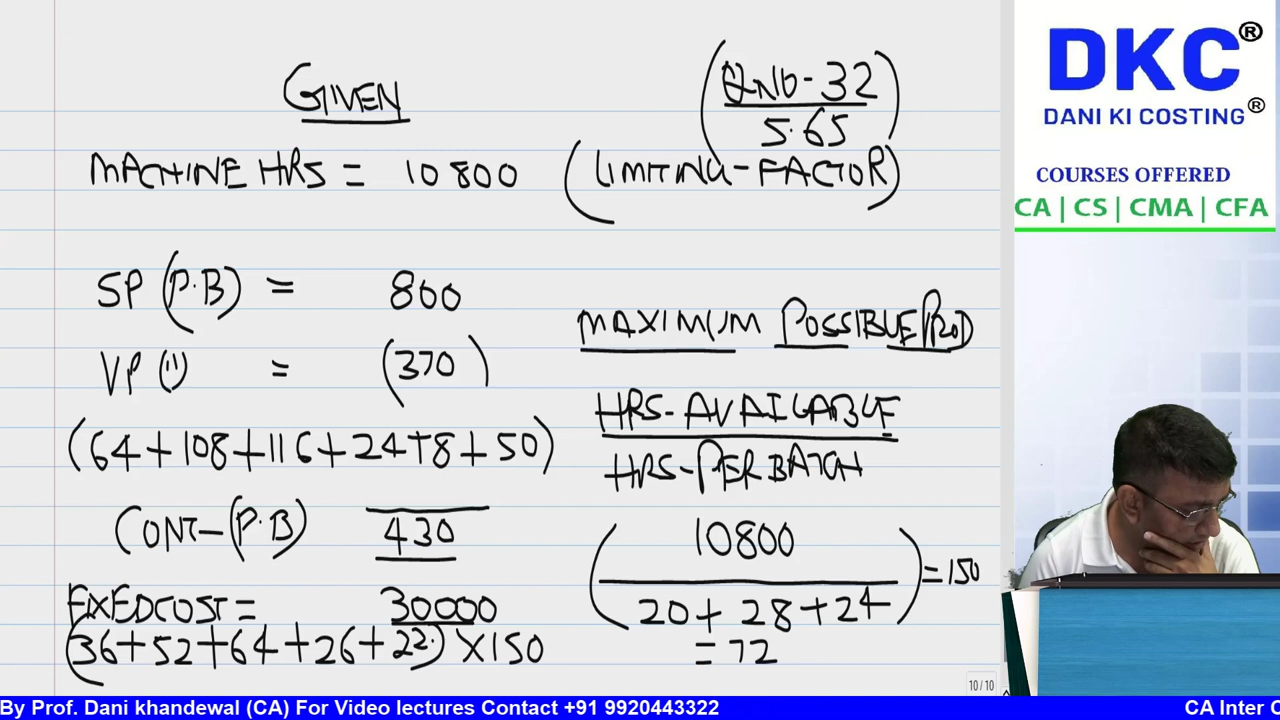 GIVEN
(Q-NO-32
5.65)
MACHINE HRS = 10800 (LIMITING-FACTOR)
SP (P.B) = 800
MAXIMUM POSSIBLE PROD
VP (") = (370)
HRS-AVAILABLE
HRS-PER BATCH
(64+108+116+24+8+50)
CONT-(P.B) 430
(10800
20+28+24) = 150
= 72
FIXED COST = 30000
(36+52+64+26+22) X150
10/10
DKC®
DANI KI COSTING®
COURSES OFFERED
CA | CS | CMA | CFA
By Prof. Dani khandewal (CA) For Video lectures Contact +91 9920443322
CA Inter C